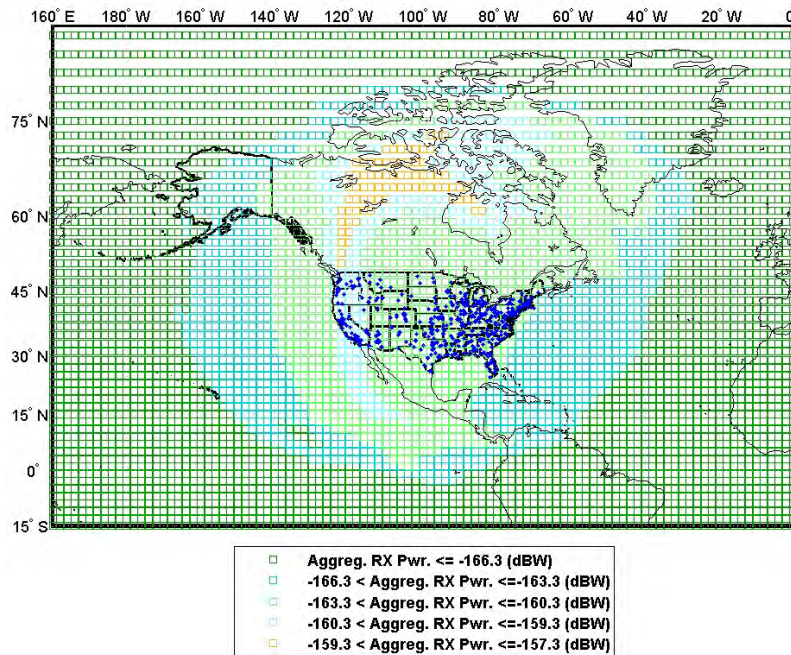 160° E 180° W 160° W 140° W 120° W 100° W 80° W 60° W 40° W 20° W 0
75° N
60° N
45° N
30° N
15° N
0°
15° S
Aggreg. RX Pwr. <= -166.3 (dBW)
-166.3 < Aggreg. RX Pwr. <=-163.3 (dBW)
-163.3 < Aggreg. RX Pwr. <=-160.3 (dBW)
-160.3 < Aggreg. RX Pwr. <=-159.3 (dBW)
-159.3 < Aggreg. RX Pwr. <=-157.3 (dBW)